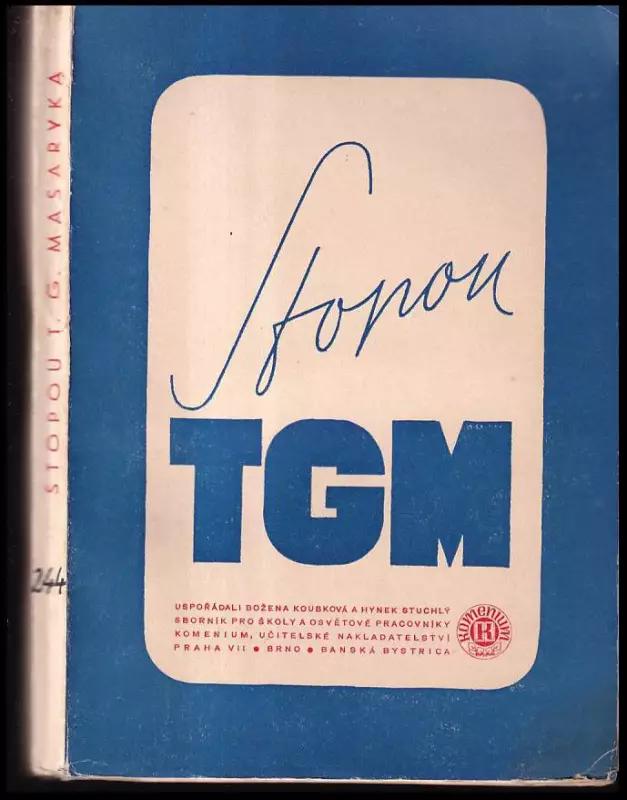 STOPOU T. G. MASARYKA
244
Stopou
TGM
USPOŘÁDALI BOŽENA KOUBKOVÁ A HYNEK STUCHLÝ
SBORNÍK PRO ŠKOLY A OSVĚTOVÉ PRACOVNÍKY
KOMENIUM, UČITELSKÉ NAKLADATELSTVÍ
PRAHA VII • BRNO • BANSKÁ BYSTRICA
KOMENIUM
K